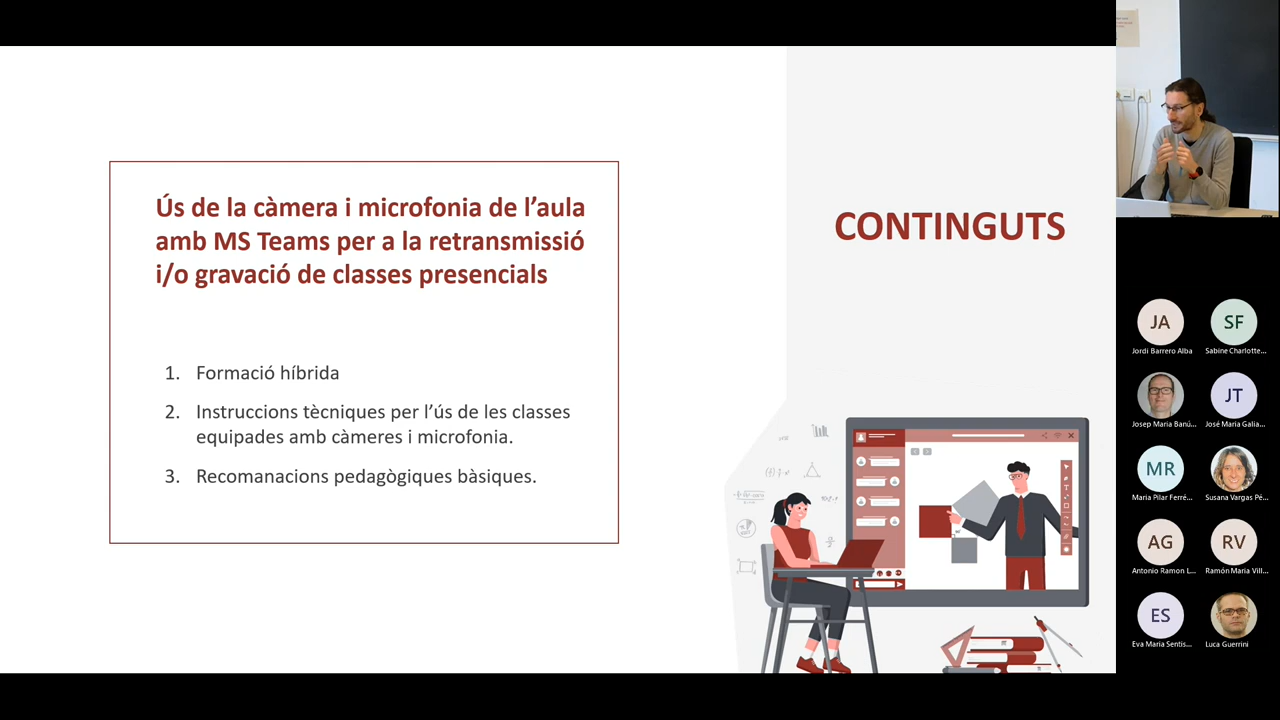 Ús de la càmera i microfonia de l'aula
amb MS Teams per a la retransmissió
i/o gravació de classes presencials
1. Formació híbrida
2. Instruccions tècniques per l'ús de les classes
equipades amb càmeres i microfonia.
3. Recomanacions pedagògiques bàsiques.
CONTINGUTS
JA
SF
Jordi Barrero Alba
Sabine Charlotte...
JT
Josep Maria Banú...
José Maria Galia...
MR
Maria Pilar Ferré...
Susana Vargas Pé...
AG
RV
Antonio Ramon L...
Ramón Maria Vill...
ES
Eva Maria Sentis...
Luca Guerrini